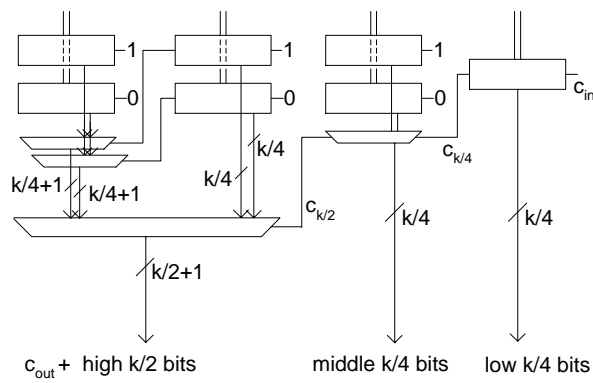 1
1
1
0
0
0
c_in
k/4
k/4
c_k/4
k/4+1
k/4+1
c_k/2
k/4
k/4
k/2+1
c_out + high k/2 bits
middle k/4 bits
low k/4 bits